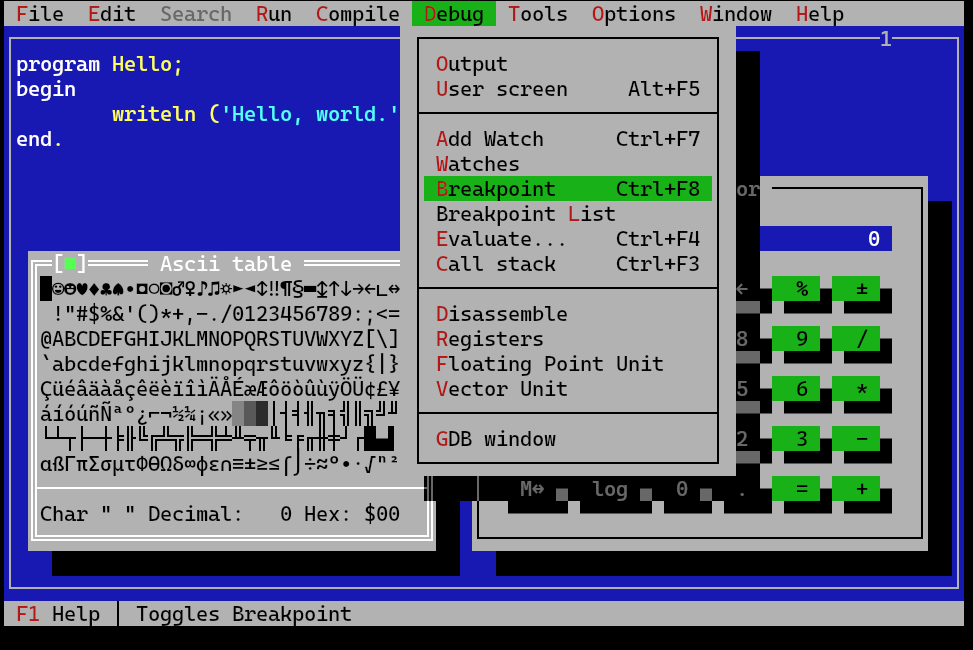 File Edit Search Run Compile Debug Tools Options Window Help
1
program Hello;
begin
writeln ('Hello, world.'
end.
Output
User screen Alt+F5
Add Watch Ctrl+F7
Watches
Breakpoint Ctrl+F8
Breakpoint List
Evaluate... Ctrl+F4
Call stack Ctrl+F3
Disassemble
Registers
Floating Point Unit
Vector Unit
GDB window
or
0
← % ±
8 9 /
5 6 *
2 3 −
M↔ log 0 . = +
[■] Ascii table
☺☻♥♦♣♠•◘○◙♂♀♪♫☼►◄↕‼¶§▬↨↑↓→←∟↔
!"#$%&'()*+,-./0123456789:;<=
@ABCDEFGHIJKLMNOPQRSTUVWXYZ[\]
`abcdefghijklmnopqrstuvwxyz{|}
ÇüéâäàåçêëèïîìÄÅÉæÆôöòûùÿÖÜ¢£¥
áíóúñÑªº¿⌐¬½¼¡«»░▒▓│┤╡╢╖╕╣║╗╝╜
└┴┬├─┼╞╟╚╔╩╦╠═╬╧╨╤╥╙╘╒╓╫╪┘┌█▄▌
αßΓπΣσµτΦΘΩδ∞φε∩≡±≥≤⌠⌡÷≈°•·√ⁿ²
Char " " Decimal: 0 Hex: $00
F1 Help │ Toggles Breakpoint